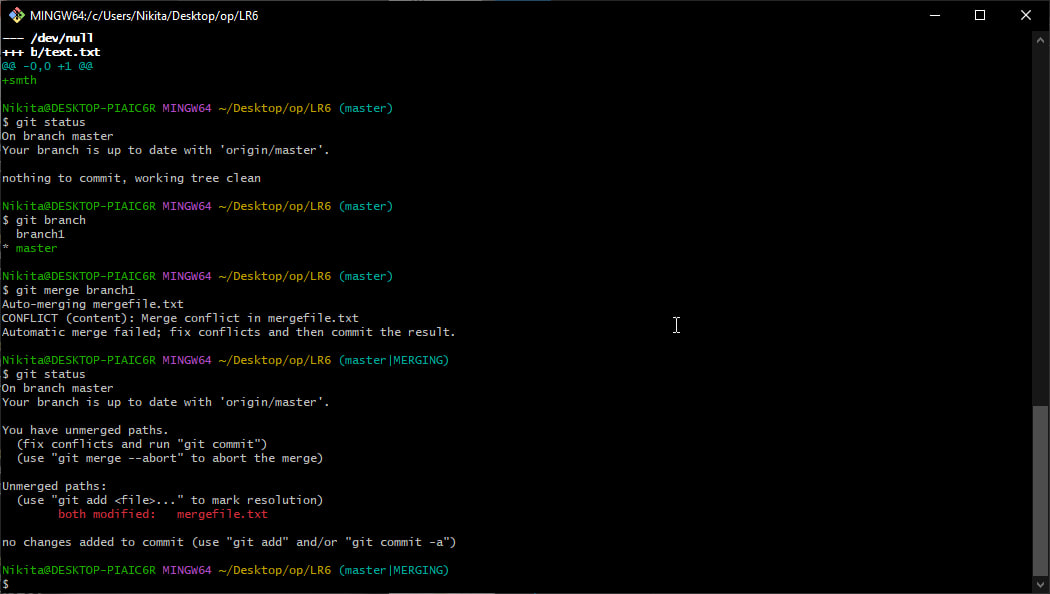 MINGW64:/c/Users/Nikita/Desktop/op/LR6
--- /dev/null
+++ b/text.txt
@@ -0,0 +1 @@
+smth
Nikita@DESKTOP-PIAIC6R MINGW64 ~/Desktop/op/LR6 (master)
$ git status
On branch master
Your branch is up to date with 'origin/master'.
nothing to commit, working tree clean
Nikita@DESKTOP-PIAIC6R MINGW64 ~/Desktop/op/LR6 (master)
$ git branch
branch1
* master
Nikita@DESKTOP-PIAIC6R MINGW64 ~/Desktop/op/LR6 (master)
$ git merge branch1
Auto-merging mergefile.txt
CONFLICT (content): Merge conflict in mergefile.txt
Automatic merge failed; fix conflicts and then commit the result.
Nikita@DESKTOP-PIAIC6R MINGW64 ~/Desktop/op/LR6 (master|MERGING)
$ git status
On branch master
Your branch is up to date with 'origin/master'.
You have unmerged paths.
(fix conflicts and run "git commit")
(use "git merge --abort" to abort the merge)
Unmerged paths:
(use "git add <file>..." to mark resolution)
both modified:   mergefile.txt
no changes added to commit (use "git add" and/or "git commit -a")
Nikita@DESKTOP-PIAIC6R MINGW64 ~/Desktop/op/LR6 (master|MERGING)
$